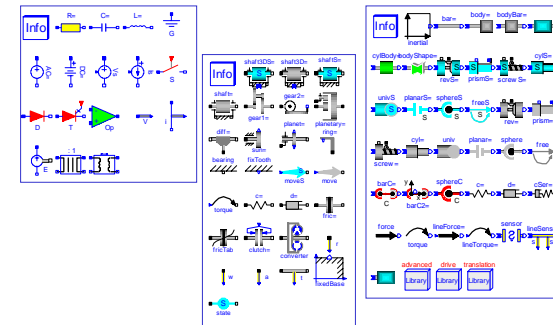 Info
R=
C=
L=
G
AC=
DC=
Vs
S
D
T
Op
V
i
E
: 1
Info
shaft3DS=
shaft3D=
shaftS=
shaft=
gear1=
gear2=
planet=
planetary=
ring=
diff=
sun=
bearing
fixTooth
moveS
move
torque
c=
d=
fric=
fricTab
clutch=
converter
r
w
a
t
fixedBase
S
state
Info
inertial
bar=
body=
bodyBar=
cylBody=
bodyShape=
revS=
prismS=
screw S=
cylS=
univS
planarS=
sphereS
freeS
rev=
prism=
screw =
cyl=
univ
planar=
sphere
free
barC=
barC2=
sphereC
c=
d=
cSer=
force
torque
lineForce=
lineTorque=
sensor
lineSens
s
s
advanced
drive
translation
Library
Library
Library